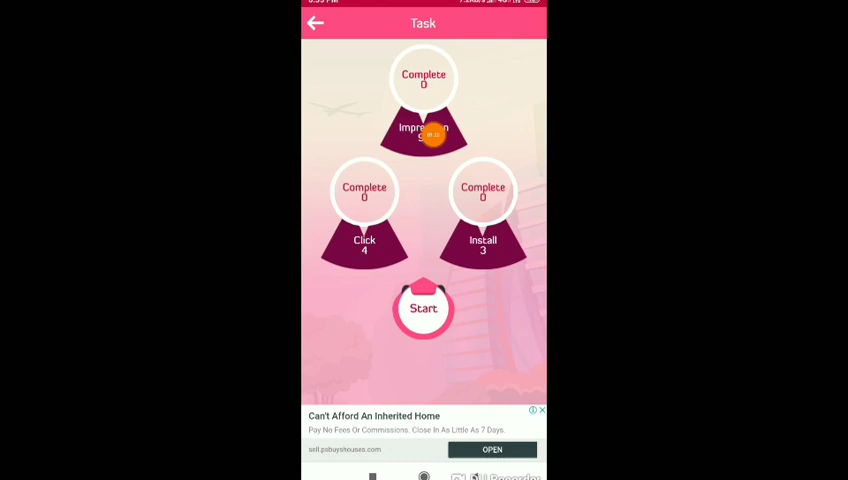 Task
Complete
0
Complete
0
Complete
0
Click
4
Install
3
Start
Can't Afford An Inherited Home
Pay No Fees Or Commissions. Close In As Little As 7 Days.
sell.psbuyshouses.com
OPEN